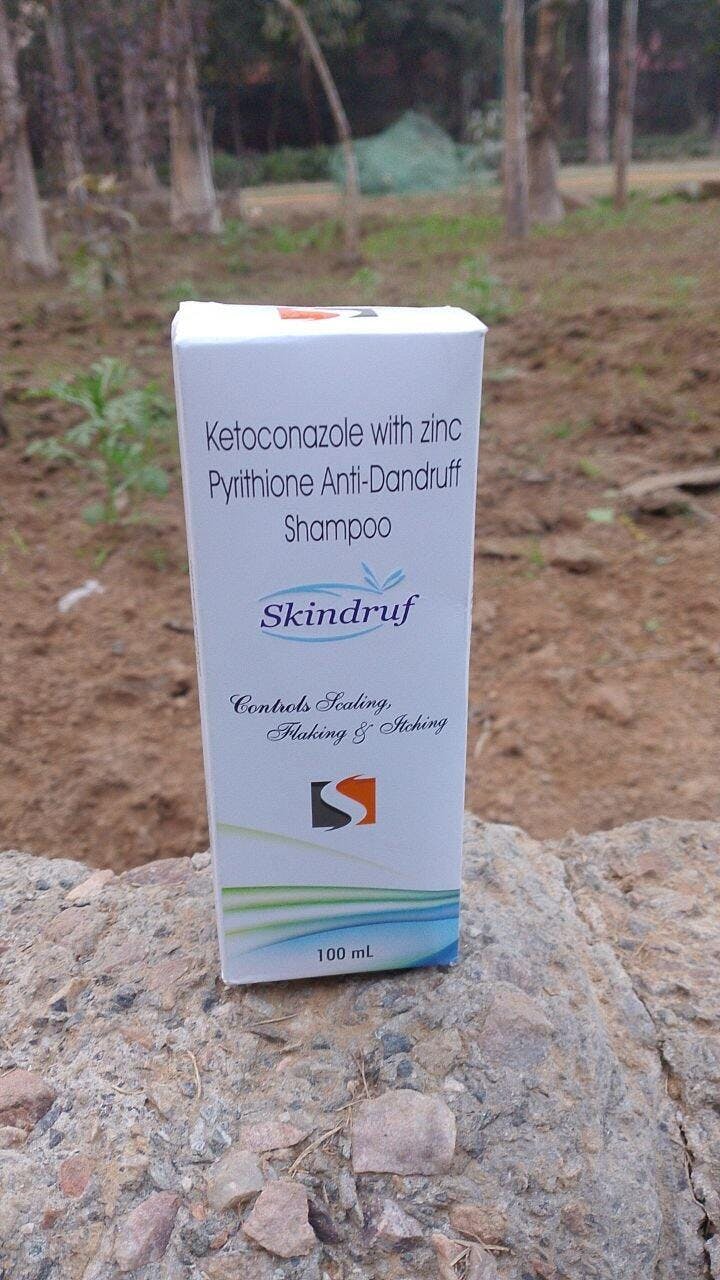 Ketoconazole with zinc
Pyrithione Anti-Dandruff
Shampoo
Skindruf
Controls Scaling,
Flaking & Itching
S
100 mL